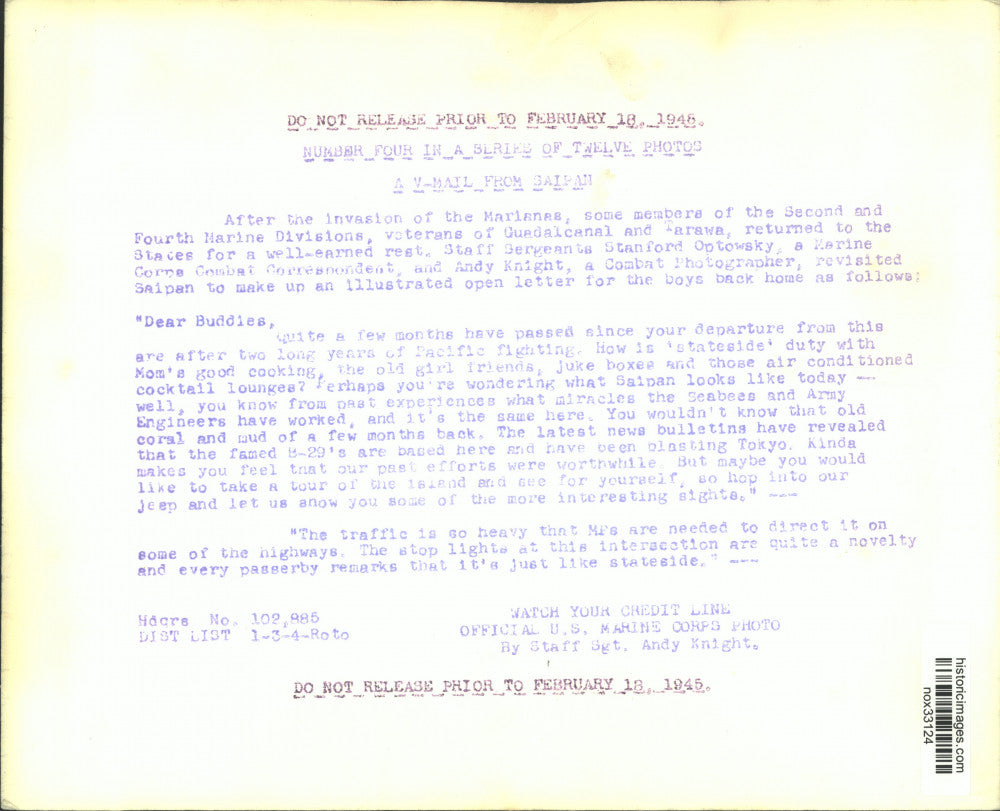 DO NOT RELEASE PRIOR TO FEBRUARY 18, 1945.
NUMBER FOUR IN A SERIES OF TWELVE PHOTOS
A V-MAIL FROM SAIPAN
After the invasion of the Marianas, some members of the Second and
Fourth Marine Divisions, veterans of Guadalcanal and Tarawa, returned to the
States for a well-earned rest. Staff Sergeants Stanford Optowsky, a Marine
Corps Combat Correspondent, and Andy Knight, a Combat Photographer, revisited
Saipan to make up an illustrated open letter for the boys back home as follows:
"Dear Buddies,
Quite a few months have passed since your departure from this
are after two long years of Pacific fighting. How is 'stateside' duty with
Mom's good cooking, the old girl friends, juke boxes and those air conditioned
cocktail lounges? Perhaps you're wondering what Saipan looks like today --
well, you know from past experiences what miracles the Seabees and Army
Engineers have worked, and it's the same here. You wouldn't know that old
coral and mud of a few months back. The latest news bulletins have revealed
that the famed B-29's are based here and have been blasting Tokyo. Kinda
makes you feel that our past efforts were worthwhile. But maybe you would
like to take a tour of the island and see for yourself, so hop into our
jeep and let us show you some of the more interesting sights." ---
"The traffic is so heavy that MPs are needed to direct it on
some of the highways. The stop lights at this intersection are quite a novelty
and every passerby remarks that it's just like stateside." ---
Hdcrs No. 102,885
DIST LIST 1-3-4-Roto
WATCH YOUR CREDIT LINE
OFFICIAL U.S. MARINE CORPS PHOTO
By Staff Sgt. Andy Knight.
DO NOT RELEASE PRIOR TO FEBRUARY 18, 1945.
historicimages.com
nox33124